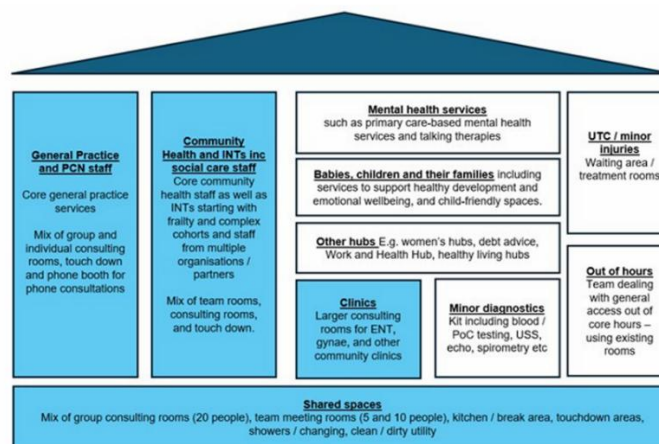 General Practice
and PCN staff
Core general practice
services
Mix of group and
individual consulting
rooms, touch down
and phone booth for
phone consultations
Community
Health and INTs inc
social care staff
Core community
health staff as well as
INTs starting with
frailty and complex
cohorts and staff
from multiple
organisations /
partners
Mix of team rooms,
consulting rooms,
and touch down.
Mental health services
such as primary care-based mental health
services and talking therapies
Babies, children and their families including
services to support healthy development and
emotional wellbeing, and child-friendly spaces.
Other hubs E.g. women's hubs, debt advice,
Work and Health Hub, healthy living hubs
Clinics
Larger consulting
rooms for ENT,
gynae, and other
community clinics
Minor diagnostics
Kit including blood /
PoC testing, USS,
echo, spirometry etc
UTC / minor
injuries
Waiting area /
treatment rooms
Out of hours
Team dealing
with general
access out of
core hours –
using existing
rooms
Shared spaces
Mix of group consulting rooms (20 people), team meeting rooms (5 and 10 people), kitchen / break area, touchdown areas,
showers / changing, clean / dirty utility